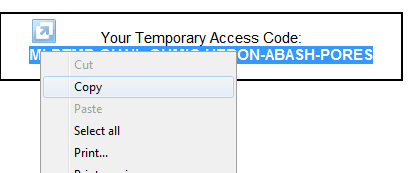 Your Temporary Access Code:
-ABASH-PORES
Cut
Copy
Paste
Select all
Print...